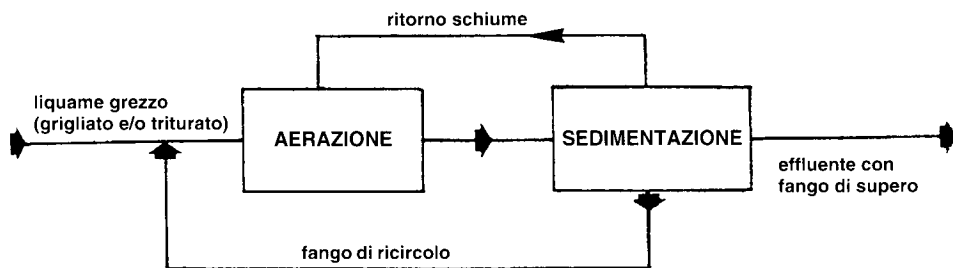 ritorno schiume
liquame grezzo
(grigliato e/o triturato)
AERAZIONE
SEDIMENTAZIONE
effluente con
fango di supero
fango di ricircolo